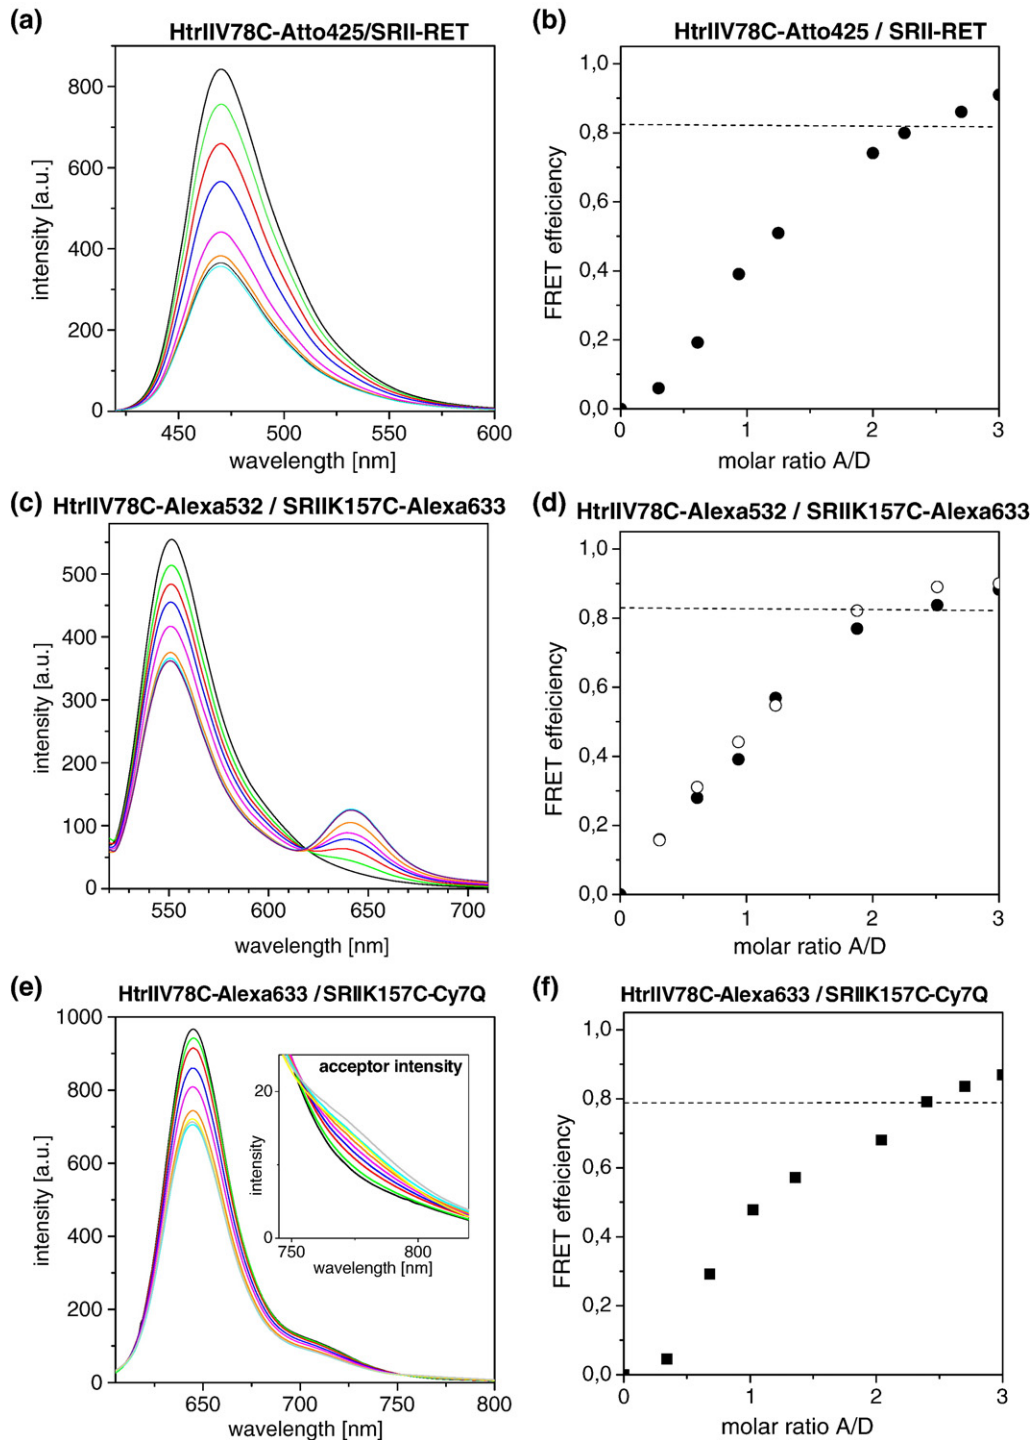 (a)
HtrIIV78C-Atto425/SRII-RET
800
600
400
200
0
intensity [a.u.]
450
500
550
600
wavelength [nm]
(b)
HtrIIV78C-Atto425 / SRII-RET
1,0
0,8
0,6
0,4
0,2
0,0
FRET effeiciency
0
1
2
3
molar ratio A/D
(c)
HtrIIV78C-Alexa532 / SRIIK157C-Alexa633
500
400
300
200
100
0
intensity [a.u.]
550
600
650
700
wavelength [nm]
(d)
HtrIIV78C-Alexa532 / SRIIK157C-Alexa633
1,0
0,8
0,6
0,4
0,2
0,0
FRET effeiciency
0
1
2
3
molar ratio A/D
(e)
HtrIIV78C-Alexa633 / SRIIK157C-Cy7Q
1000
800
600
400
200
0
intensity [a.u.]
650
700
750
800
wavelength [nm]
acceptor intensity
20
10
0
intensity
750
800
wavelength [nm]
(f)
HtrIIV78C-Alexa633 / SRIIK157C-Cy7Q
1,0
0,8
0,6
0,4
0,2
0,0
FRET effeiciency
0
1
2
3
molar ratio A/D